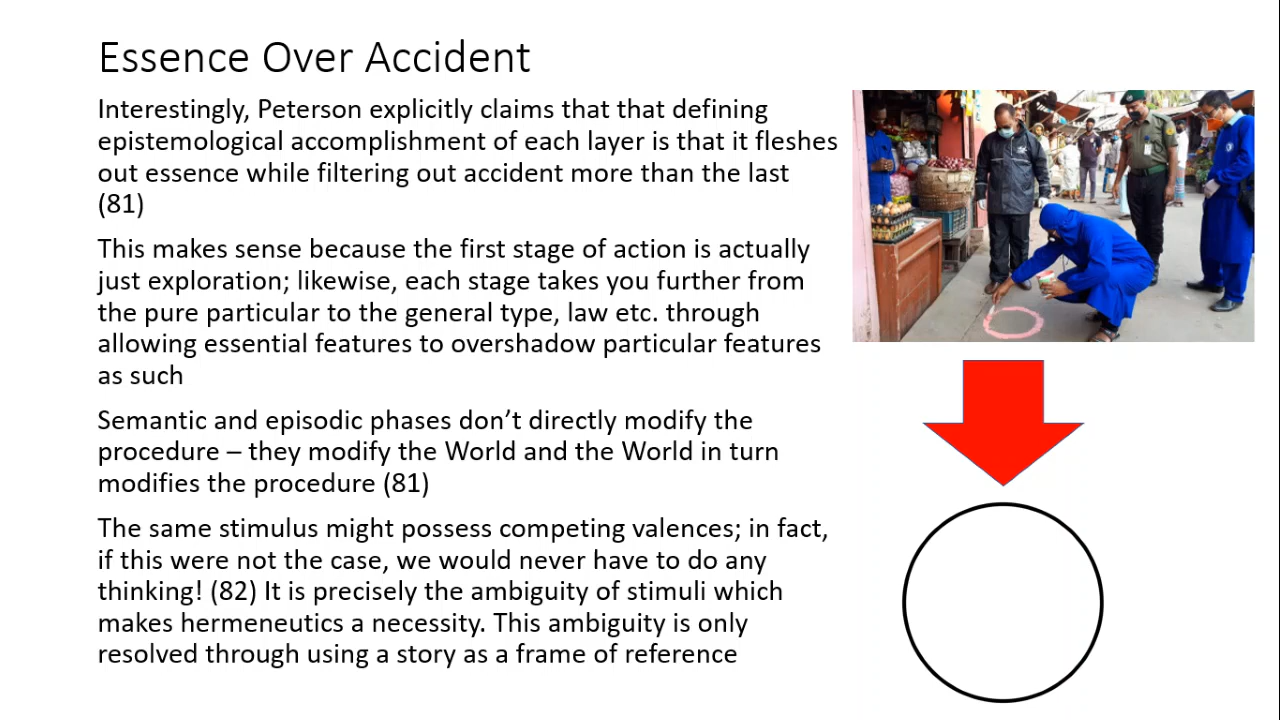 Essence Over Accident
Interestingly, Peterson explicitly claims that that defining
epistemological accomplishment of each layer is that it fleshes
out essence while filtering out accident more than the last
(81)
This makes sense because the first stage of action is actually
just exploration; likewise, each stage takes you further from
the pure particular to the general type, law etc. through
allowing essential features to overshadow particular features
as such
Semantic and episodic phases don’t directly modify the
procedure – they modify the World and the World in turn
modifies the procedure (81)
The same stimulus might possess competing valences; in fact,
if this were not the case, we would never have to do any
thinking! (82) It is precisely the ambiguity of stimuli which
makes hermeneutics a necessity. This ambiguity is only
resolved through using a story as a frame of reference